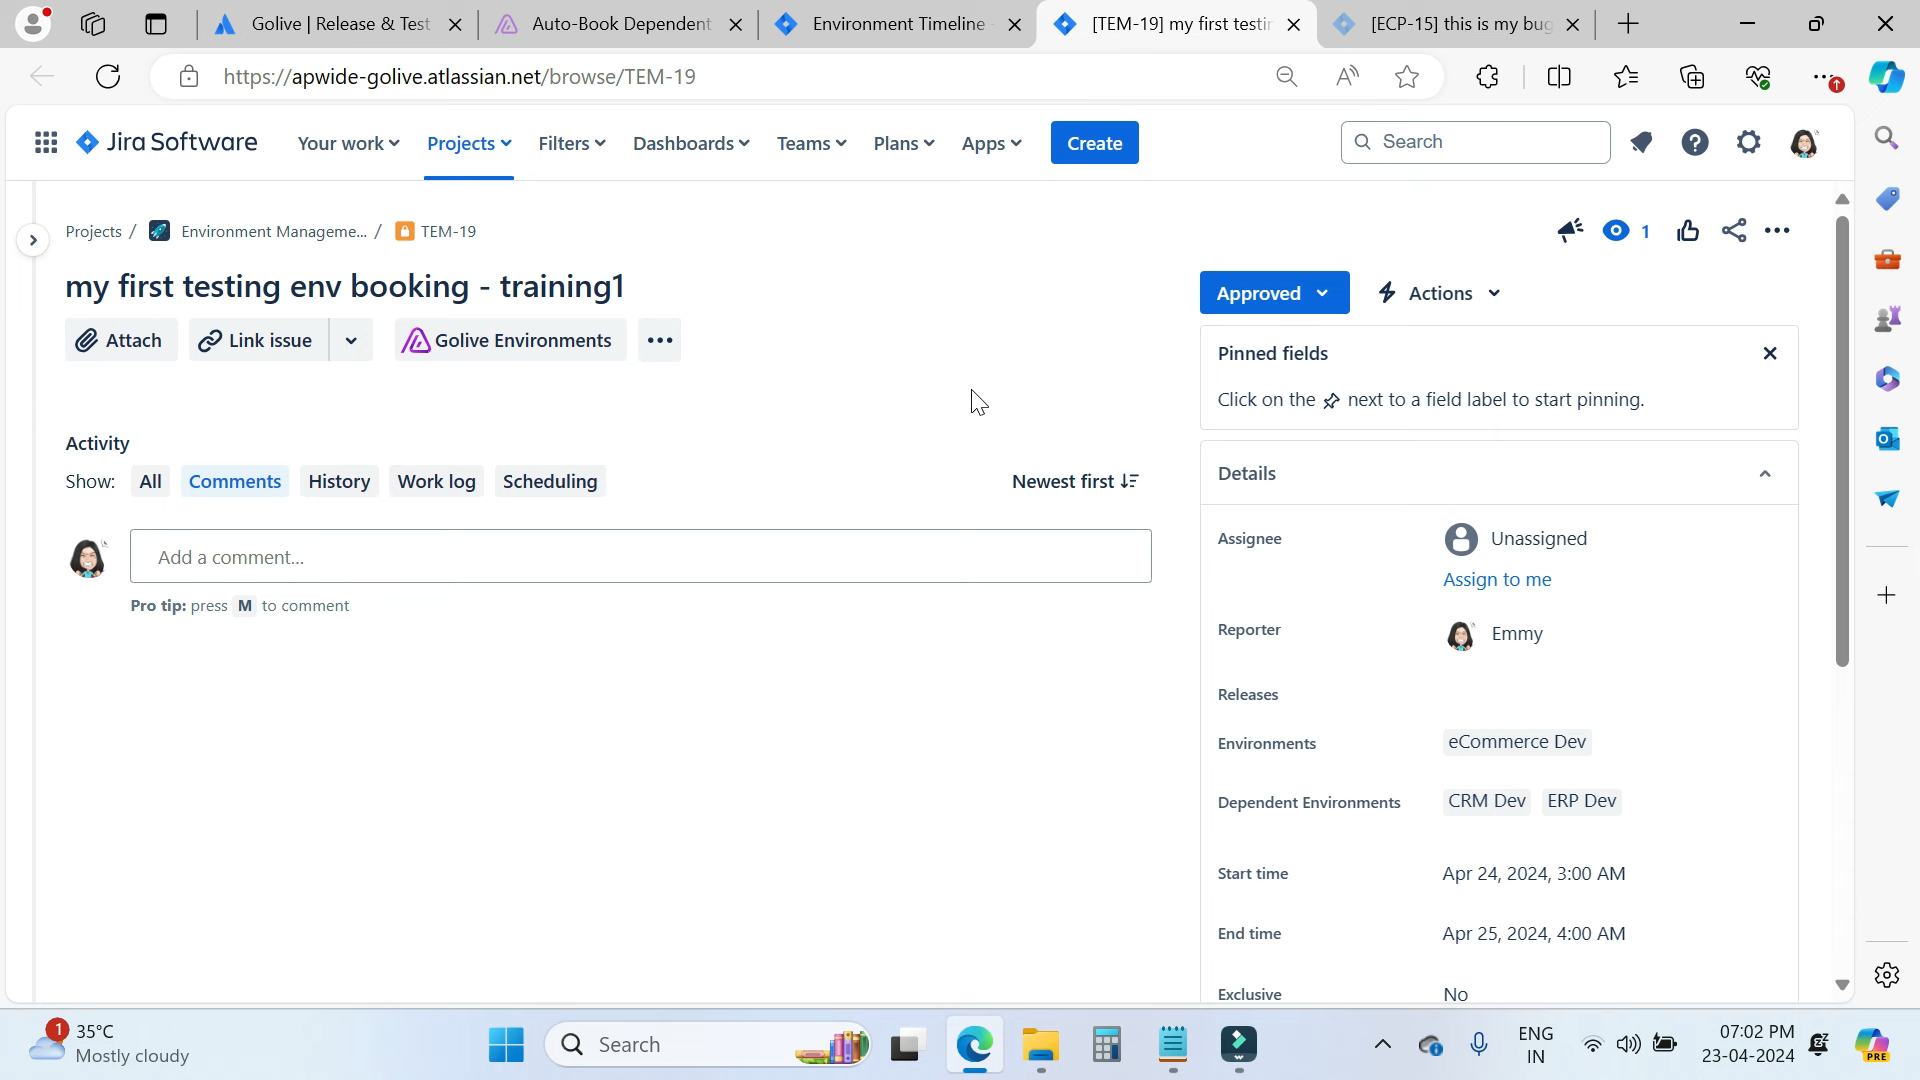 Golive | Release & Test
Auto-Book Dependent
Environment Timeline -
[TEM-19] my first testin
[ECP-15] this is my bug
https://apwide-golive.atlassian.net/browse/TEM-19
Jira Software
Your work
Projects
Filters
Dashboards
Teams
Plans
Apps
Create
Search
Projects / Environment Manageme... / TEM-19
1
my first testing env booking - training1
Approved
Actions
Attach
Link issue
Golive Environments
Pinned fields
Click on the next to a field label to start pinning.
Activity
Show: All Comments History Work log Scheduling
Newest first
Details
Add a comment...
Pro tip: press M to comment
Assignee Unassigned
Assign to me
Reporter Emmy
Releases
Environments eCommerce Dev
Dependent Environments CRM Dev ERP Dev
Start time Apr 24, 2024, 3:00 AM
End time Apr 25, 2024, 4:00 AM
Exclusive No
1
35°C
Mostly cloudy
Search
ENG
IN
07:02 PM
23-04-2024
PRE